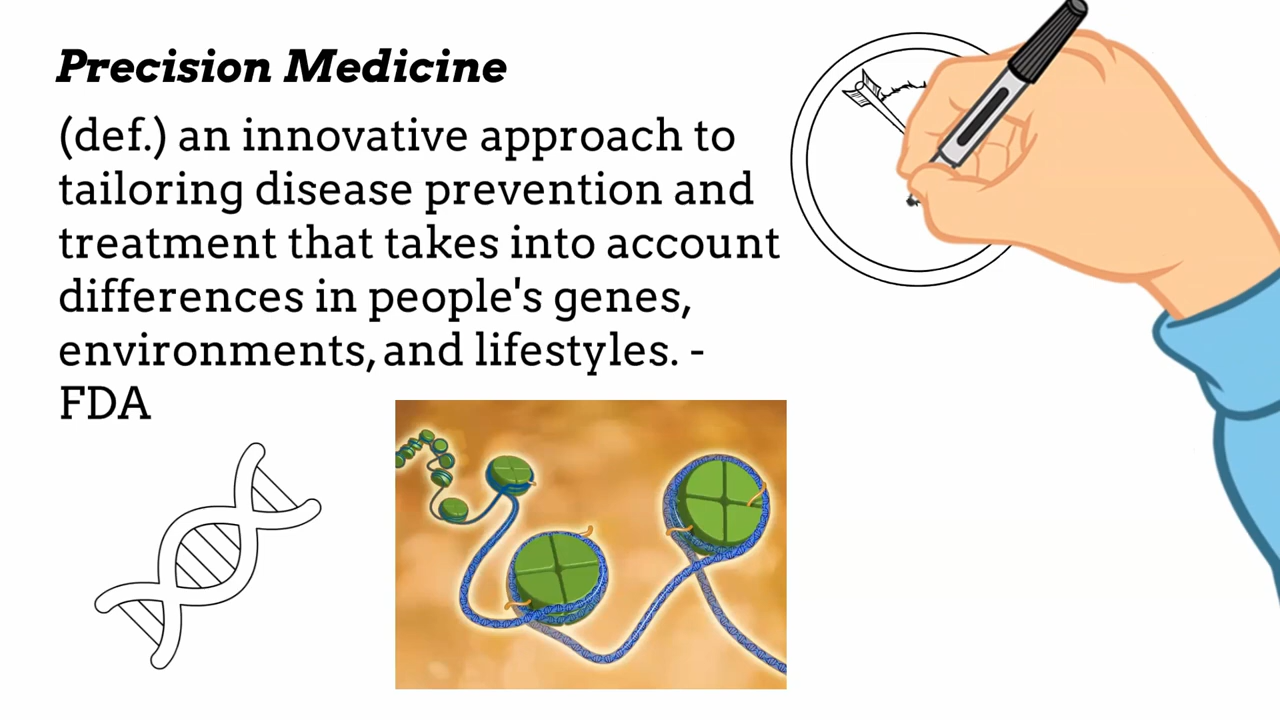 Precision Medicine
(def.) an innovative approach to
tailoring disease prevention and
treatment that takes into account
differences in people's genes,
environments, and lifestyles. -
FDA